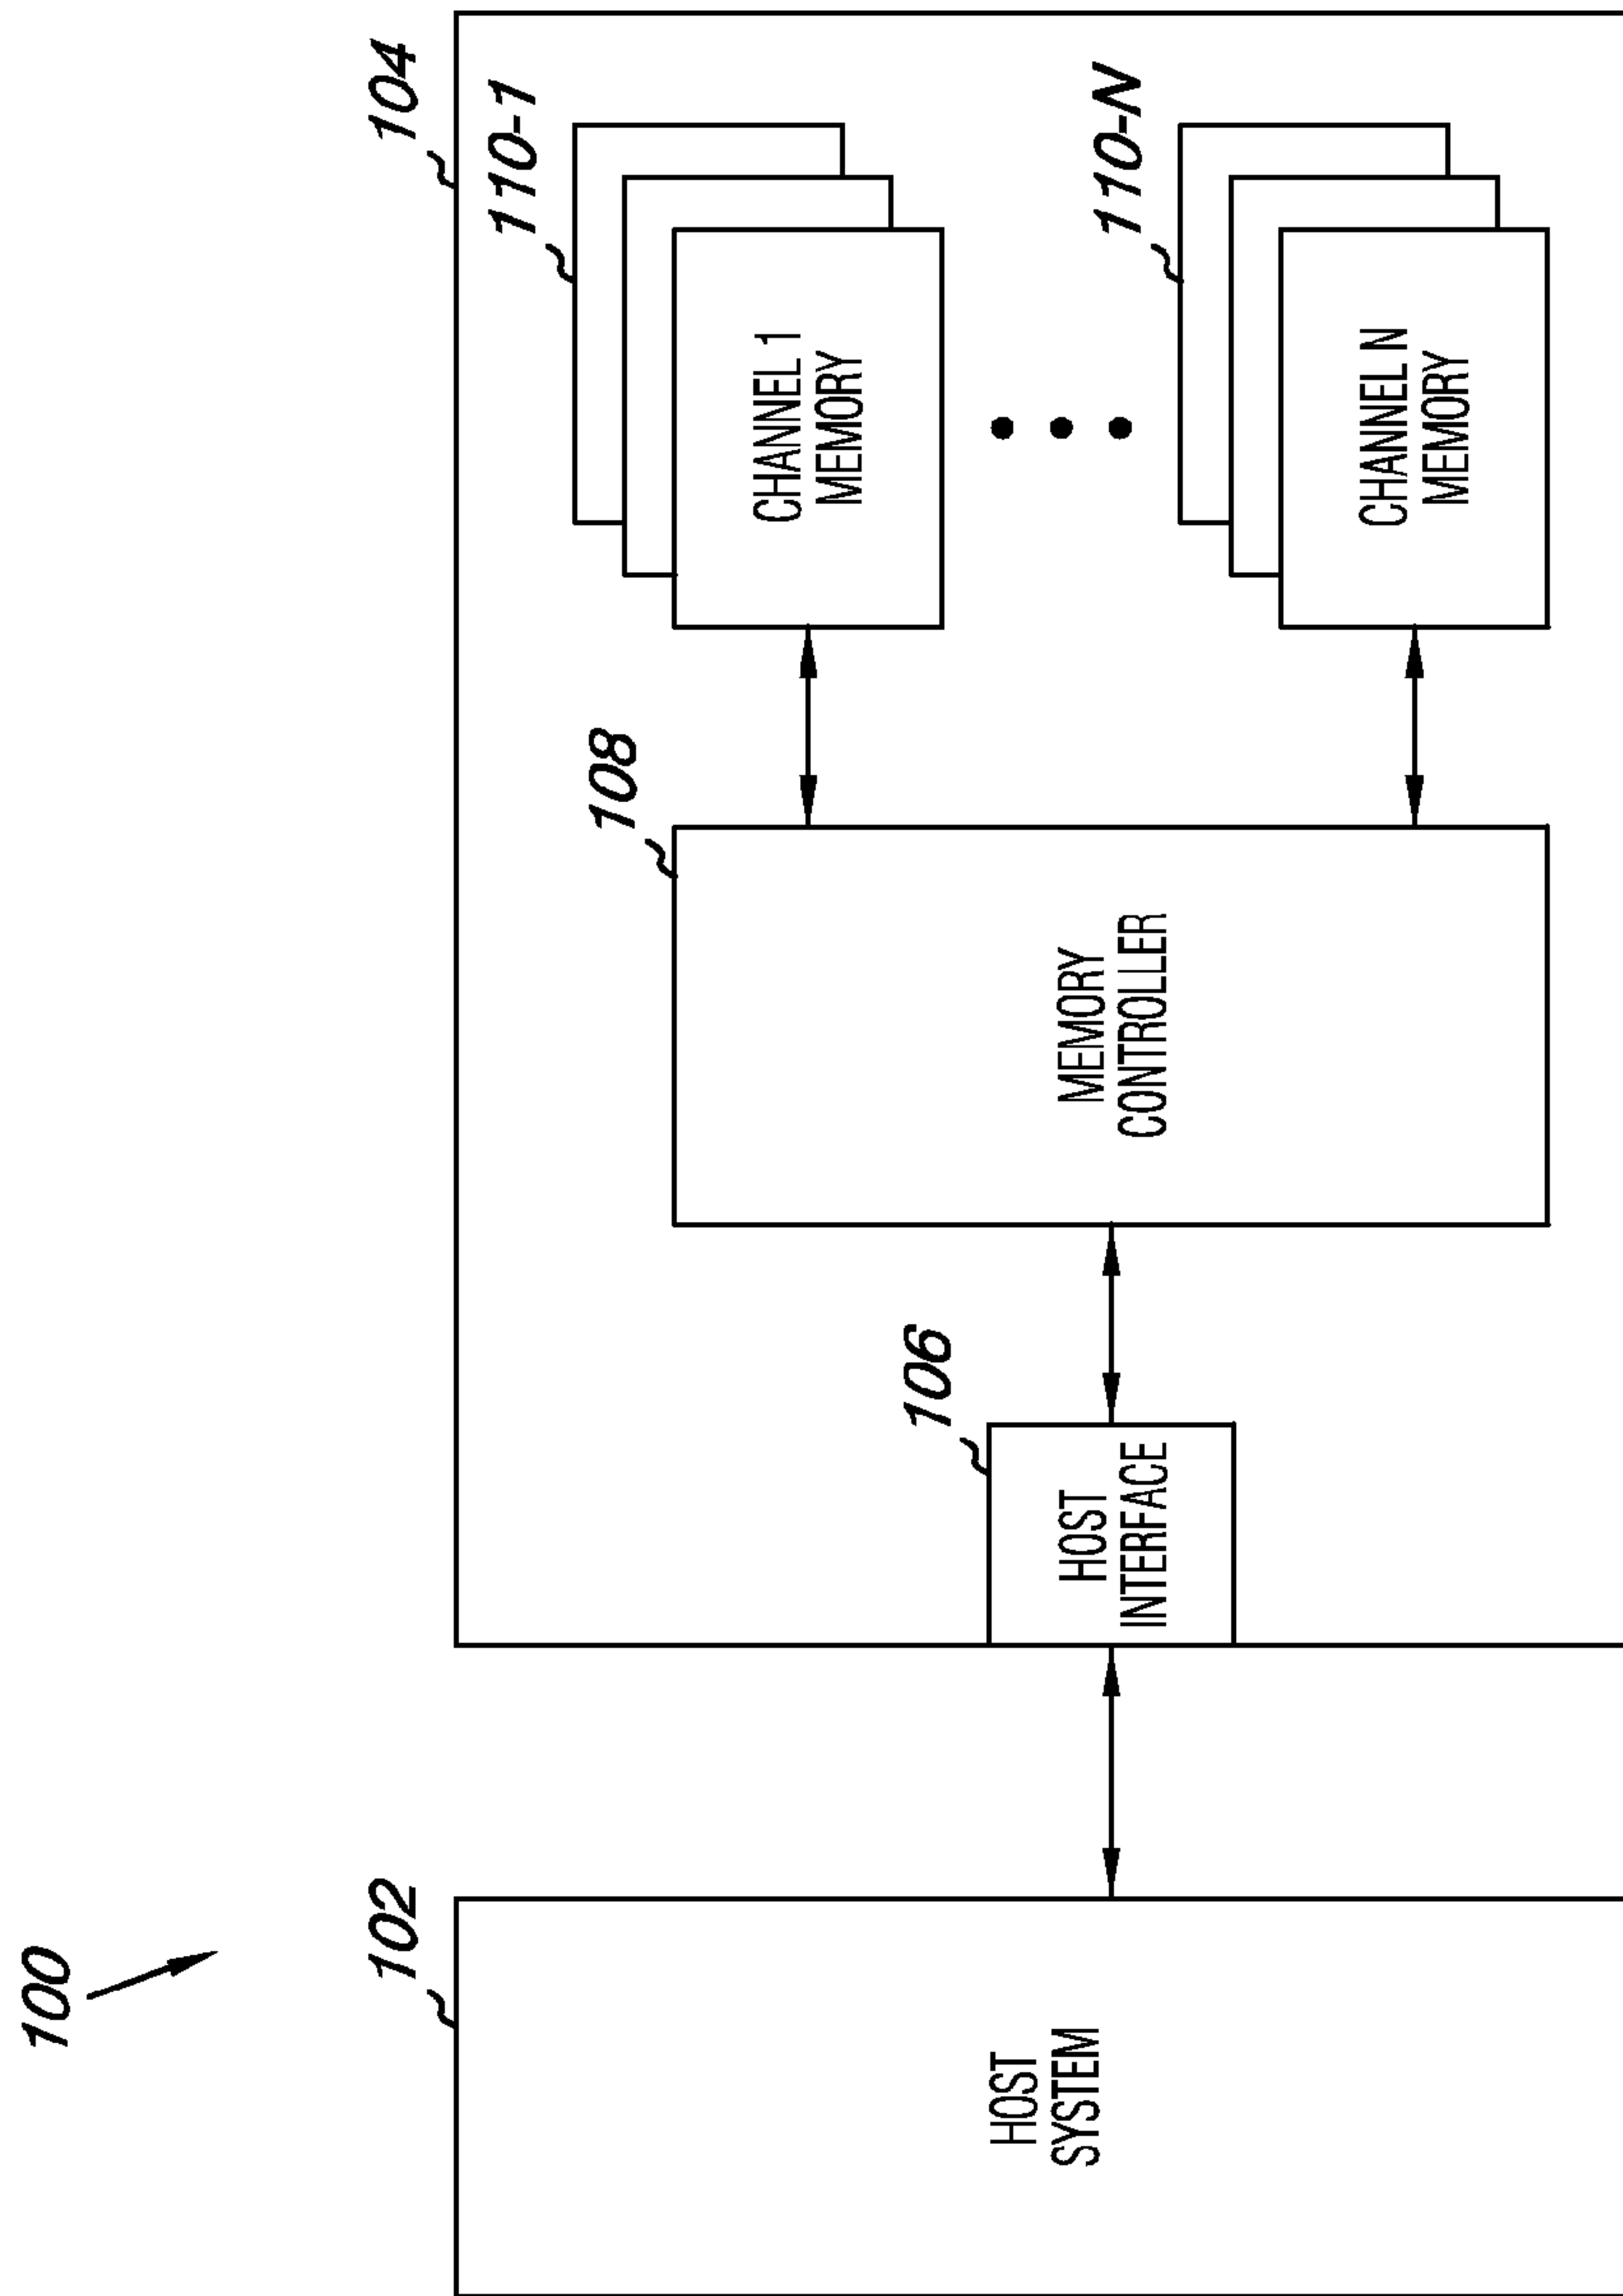 100
102
HOST
SYSTEM
104
106
HOST
INTERFACE
108
MEMORY
CONTROLLER
110-1
CHANNEL 1
MEMORY
110-N
CHANNEL N
MEMORY